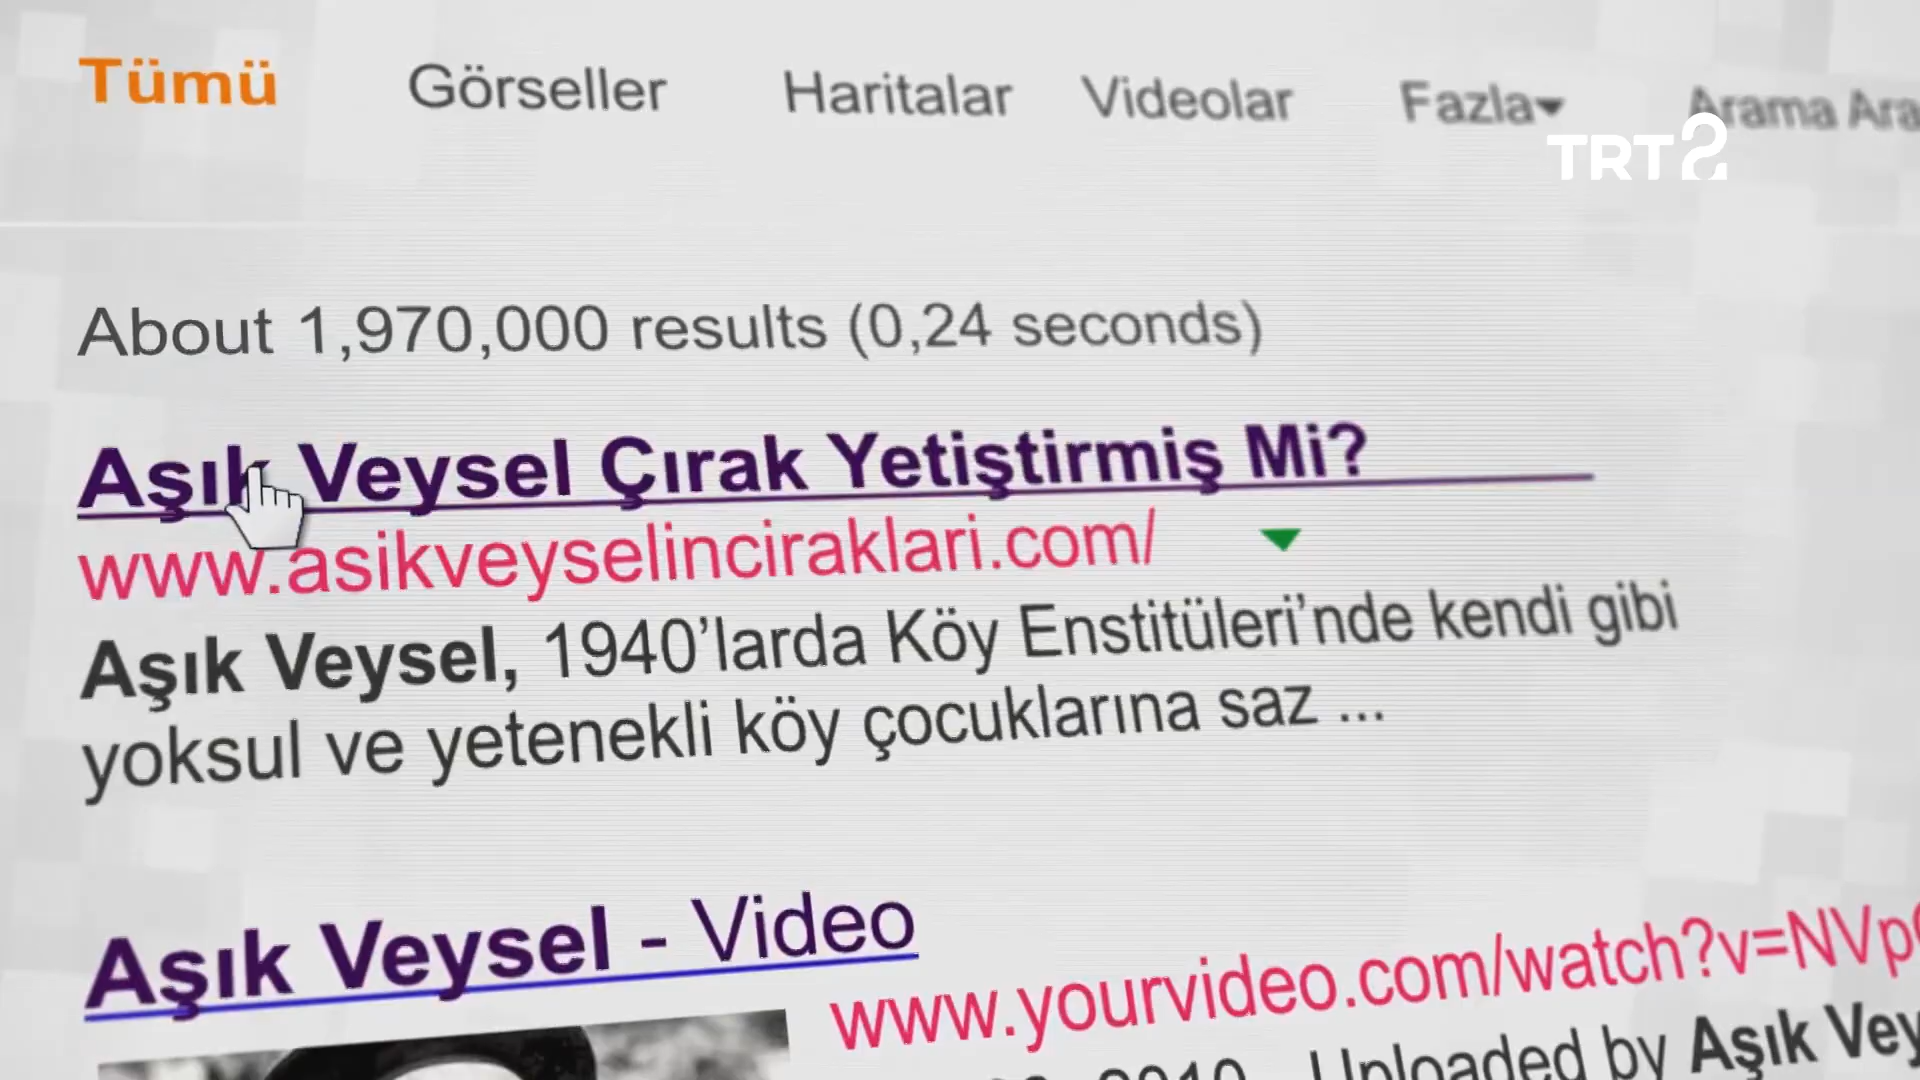 Tümü Görseller Haritalar Videolar Fazla Arama
TRT2
About 1,970,000 results (0,24 seconds)
Aşık Veysel Çırak Yetiştirmiş Mi?
www.asikveyselinciraklari.com/
Aşık Veysel, 1940’larda Köy Enstitüleri’nde kendi gibi
yoksul ve yetenekli köy çocuklarına saz ...
Aşık Veysel - Video
www.yourvideo.com/watch?v=NVp
Uploaded by Aşık Vey